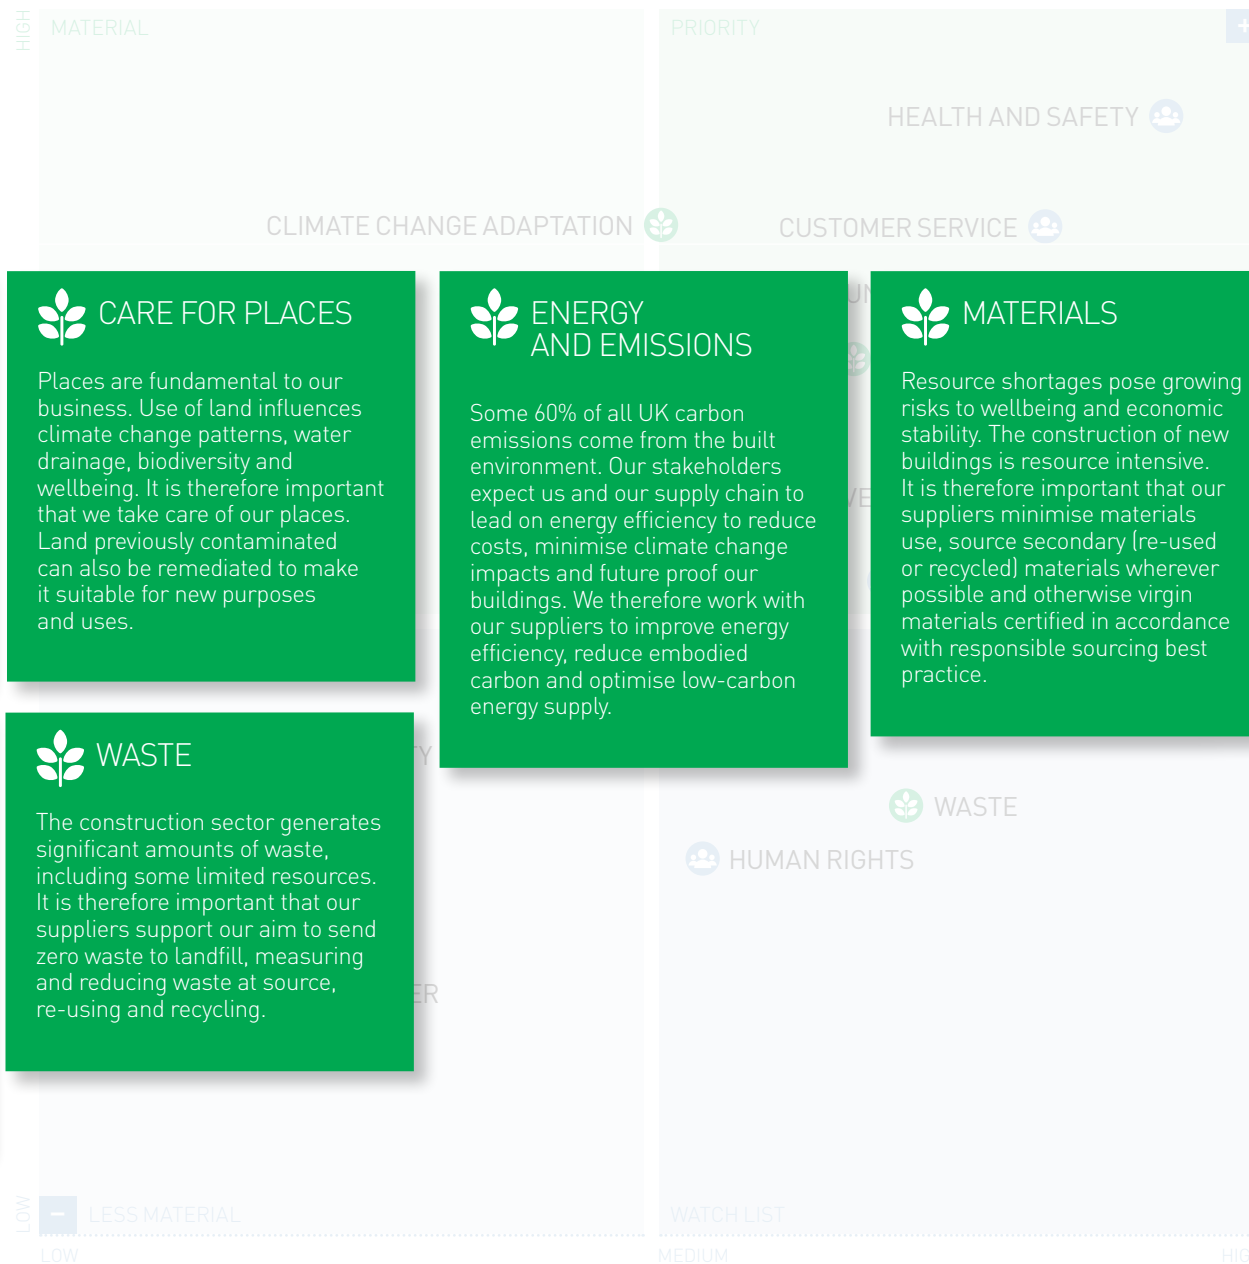 HIGH
MATERIAL
PRIORITY
+
HEALTH AND SAFETY
CLIMATE CHANGE ADAPTATION
CUSTOMER SERVICE
CARE FOR PLACES
Places are fundamental to our
business. Use of land influences
climate change patterns, water
drainage, biodiversity and
wellbeing. It is therefore important
that we take care of our places.
Land previously contaminated
can also be remediated to make
it suitable for new purposes
and uses.
ENERGY
AND EMISSIONS
Some 60% of all UK carbon
emissions come from the built
environment. Our stakeholders
expect us and our supply chain to
lead on energy efficiency to reduce
costs, minimise climate change
impacts and future proof our
buildings. We therefore work with
our suppliers to improve energy
efficiency, reduce embodied
carbon and optimise low-carbon
energy supply.
MATERIALS
Resource shortages pose growing
risks to wellbeing and economic
stability. The construction of new
buildings is resource intensive.
It is therefore important that our
suppliers minimise materials
use, source secondary (re-used
or recycled) materials wherever
possible and otherwise virgin
materials certified in accordance
with responsible sourcing best
practice.
WASTE
The construction sector generates
significant amounts of waste,
including some limited resources.
It is therefore important that our
suppliers support our aim to send
zero waste to landfill, measuring
and reducing waste at source,
re-using and recycling.
TY
ER
WASTE
HUMAN RIGHTS
LOW
LESS MATERIAL
WATCH LIST
LOW
MEDIUM
HIG